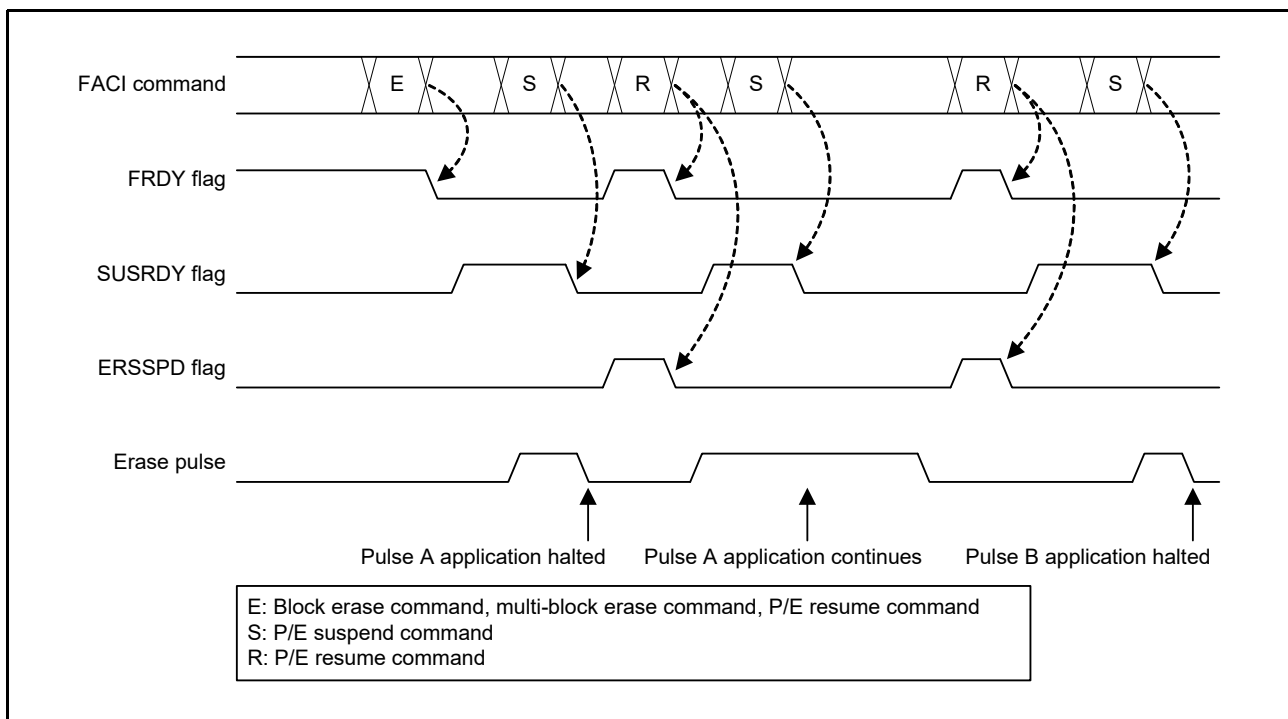 FACI command
E
S
R
S
R
S
FRDY flag
SUSRDY flag
ERSSPD flag
Erase pulse
Pulse A application halted
Pulse A application continues
Pulse B application halted
E: Block erase command, multi-block erase command, P/E resume command
S: P/E suspend command
R: P/E resume command